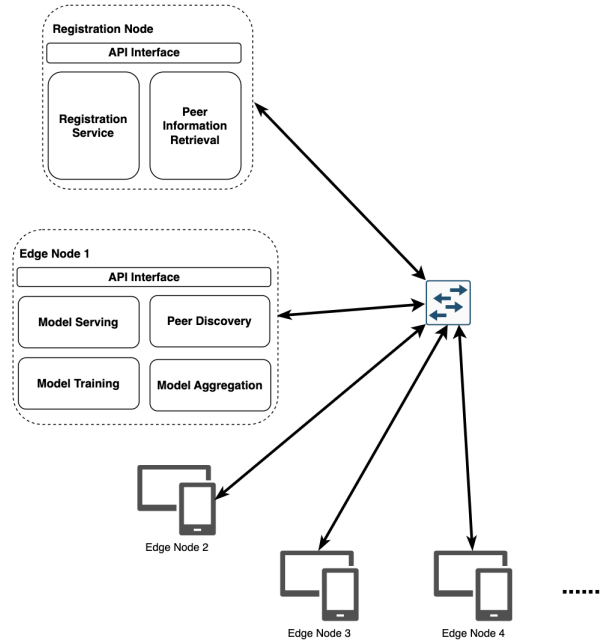 Registration Node
API Interface
Registration
Service
Peer
Information
Retrieval
Edge Node 1
API Interface
Model Serving
Peer Discovery
Model Training
Model Aggregation
Edge Node 2
Edge Node 3
Edge Node 4
......